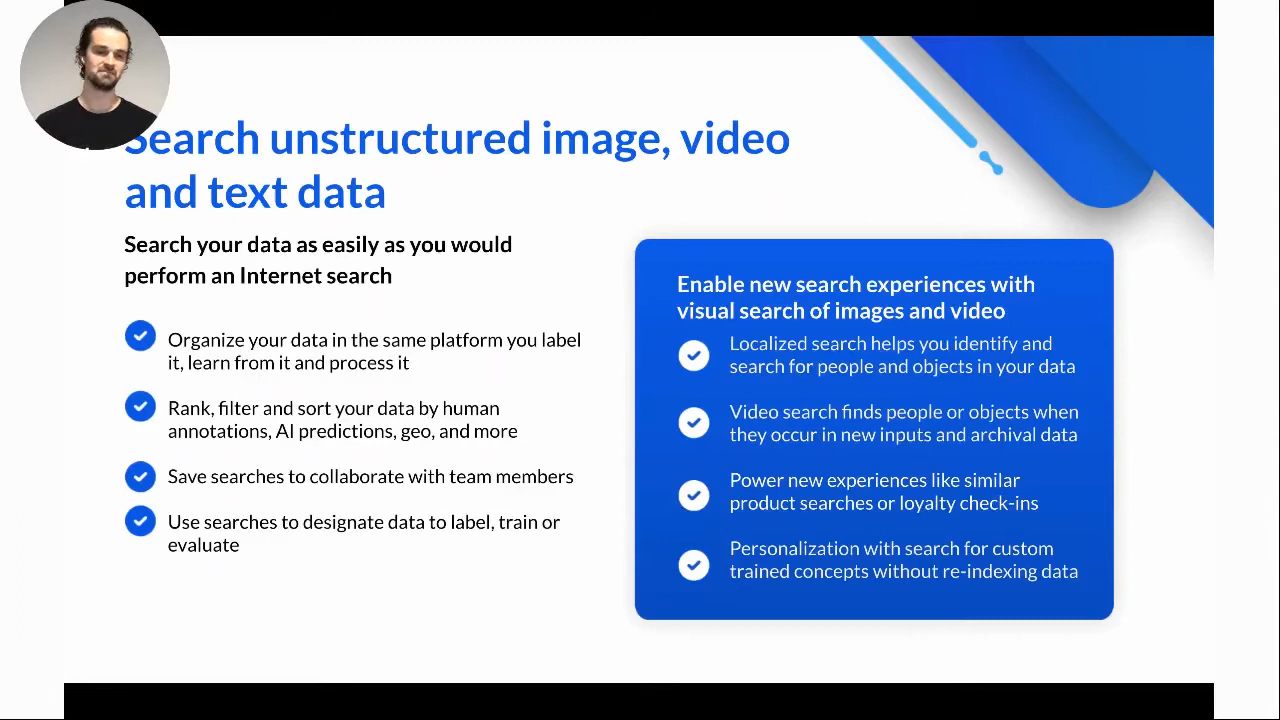 Search unstructured image, video
and text data
Search your data as easily as you would
perform an Internet search
Organize your data in the same platform you label
it, learn from it and process it
Rank, filter and sort your data by human
annotations, AI predictions, geo, and more
Save searches to collaborate with team members
Use searches to designate data to label, train or
evaluate
Enable new search experiences with
visual search of images and video
Localized search helps you identify and
search for people and objects in your data
Video search finds people or objects when
they occur in new inputs and archival data
Power new experiences like similar
product searches or loyalty check-ins
Personalization with search for custom
trained concepts without re-indexing data